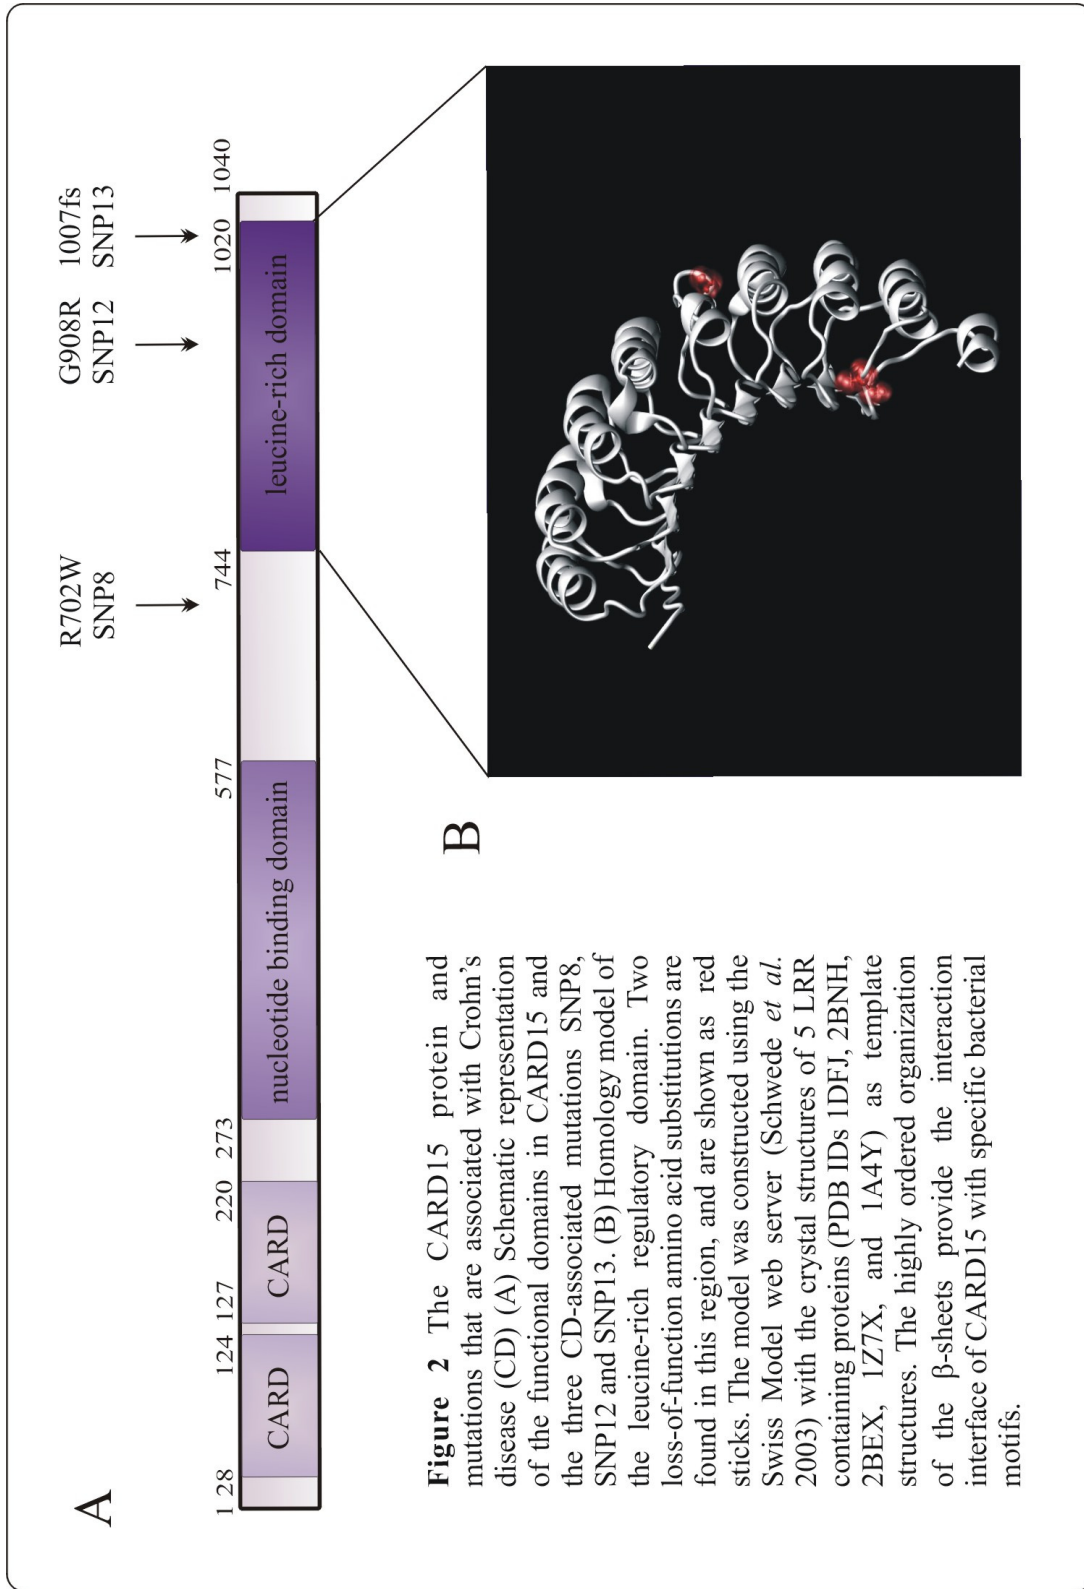 A
R702W
SNP8
G908R
SNP12
1007fs
SNP13
1 28 124 127 220 273 577 744 1020 1040
CARD CARD nucleotide binding domain leucine-rich domain
B
Figure 2 The CARD15 protein and
mutations that are associated with Crohn's
disease (CD) (A) Schematic representation
of the functional domains in CARD15 and
the three CD-associated mutations SNP8,
SNP12 and SNP13. (B) Homology model of
the leucine-rich regulatory domain. Two
loss-of-function amino acid substitutions are
found in this region, and are shown as red
sticks. The model was constructed using the
Swiss Model web server (Schwede et al.
2003) with the crystal structures of 5 LRR
containing proteins (PDB IDs 1DFJ, 2BNH,
2BEX, 1Z7X, and 1A4Y) as template
structures. The highly ordered organization
of the β-sheets provide the interaction
interface of CARD15 with specific bacterial
motifs.